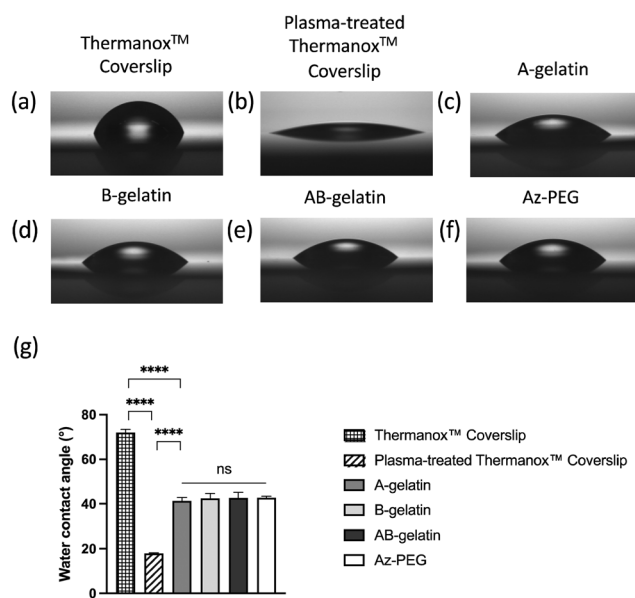 Thermanox™
Coverslip
Plasma-treated
Thermanox™
Coverslip
A-gelatin
(a)
(b)
(c)
B-gelatin
AB-gelatin
Az-PEG
(d)
(e)
(f)
(g)
****
****
****
ns
80
60
40
20
0
Water contact angle (°)
Thermanox™ Coverslip
Plasma-treated Thermanox™ Coverslip
A-gelatin
B-gelatin
AB-gelatin
Az-PEG